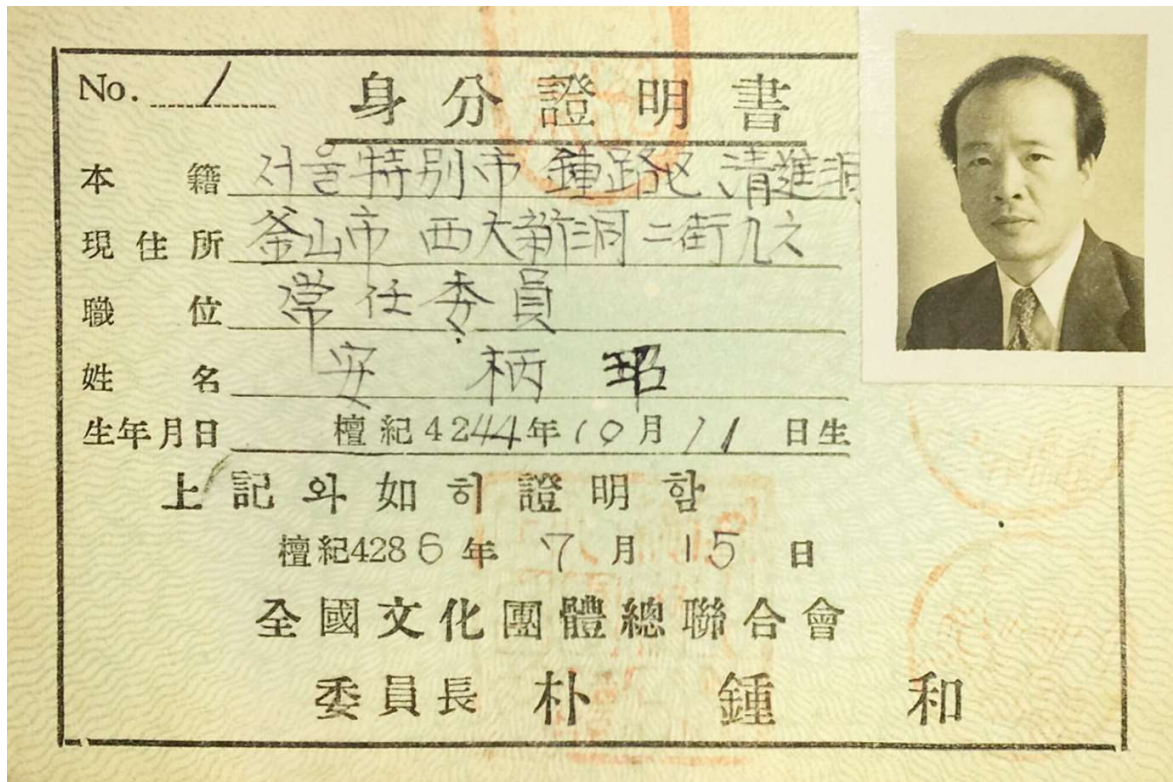 No. 1
身分證明書
本籍 서울特別市 鍾路區 淸進洞
現住所 釜山市 西大新洞 二街九六
職位 常任委員
姓名 安柄玿
生年月日 檀紀4244年10月11日生
上記와 如히 證明함
檀紀4286年 7月 15日
全國文化團體總聯合會
委員長 朴鍾和